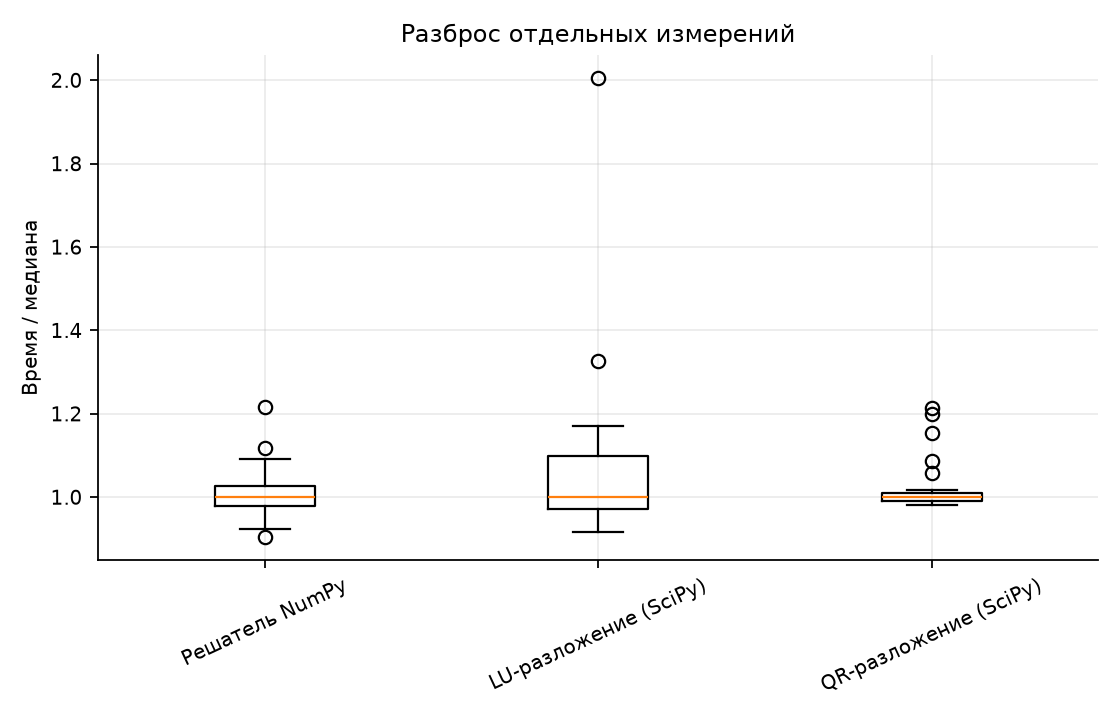 Разброс отдельных измерений
Время / медиана
2.0
1.8
1.6
1.4
1.2
1.0
Решатель NumPy
LU-разложение (SciPy)
QR-разложение (SciPy)